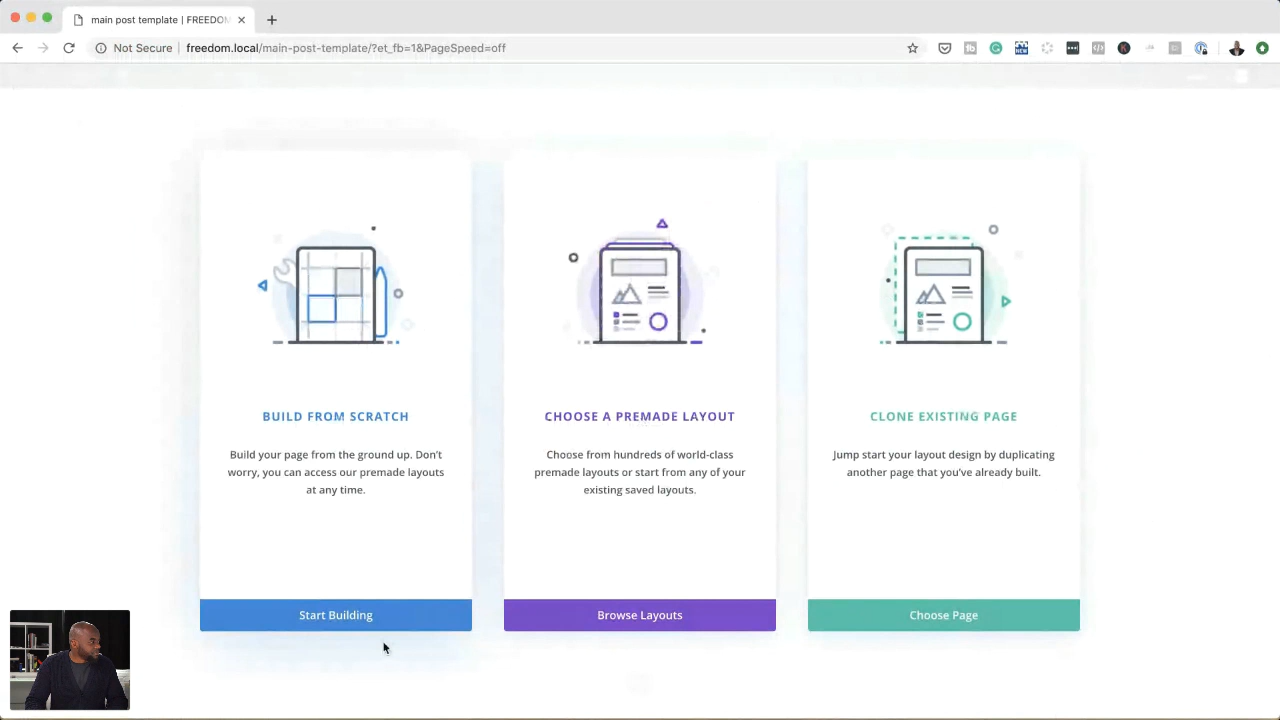 main post template | FREEDOM
Not Secure
freedom.local/main-post-template/?et_fb=1&PageSpeed=off
NEW
BUILD FROM SCRATCH
Build your page from the ground up. Don't
worry, you can access our premade layouts
at any time.
Start Building
CHOOSE A PREMADE LAYOUT
Choose from hundreds of world-class
premade layouts or start from any of your
existing saved layouts.
Browse Layouts
CLONE EXISTING PAGE
Jump start your layout design by duplicating
another page that you've already built.
Choose Page